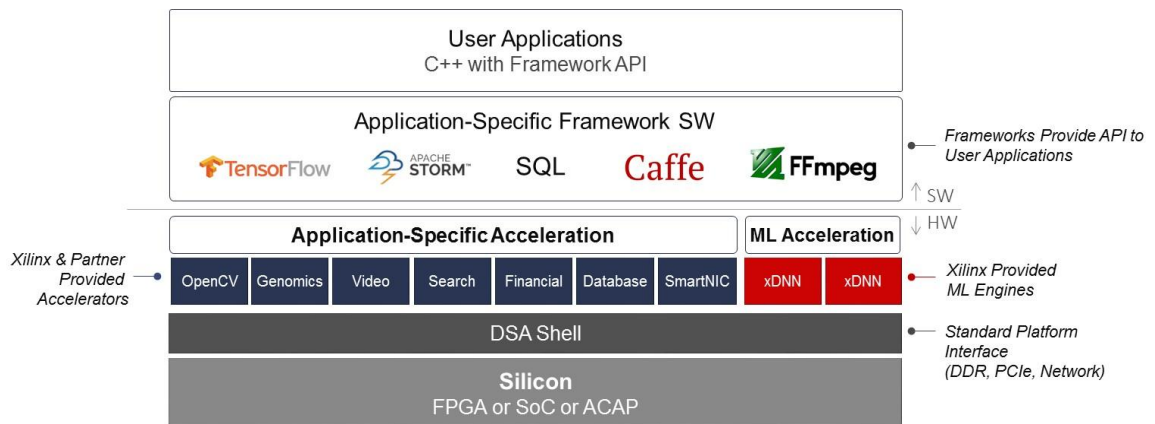 User Applications
C++ with Framework API
Application-Specific Framework SW
TensorFlow
APACHE
STORM™
SQL
Caffe
FFmpeg
Frameworks Provide API to
User Applications
↑ SW
↓ HW
Application-Specific Acceleration
ML Acceleration
Xilinx & Partner
Provided
Accelerators
OpenCV
Genomics
Video
Search
Financial
Database
SmartNIC
xDNN
xDNN
Xilinx Provided
ML Engines
DSA Shell
Standard Platform
Interface
(DDR, PCIe, Network)
Silicon
FPGA or SoC or ACAP